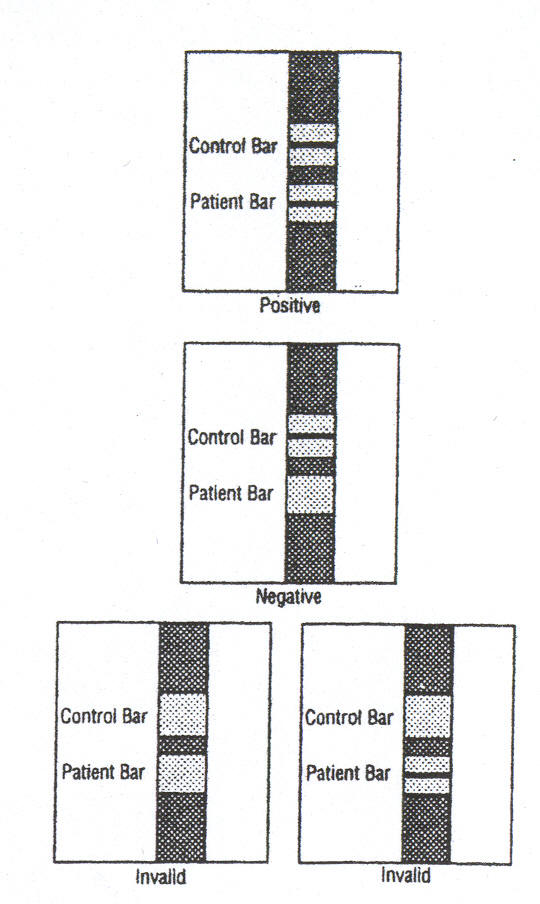 Control Bar
Patient Bar
Positive
Control Bar
Patient Bar
Negative
Control Bar
Patient Bar
Invalid
Control Bar
Patient Bar
Invalid